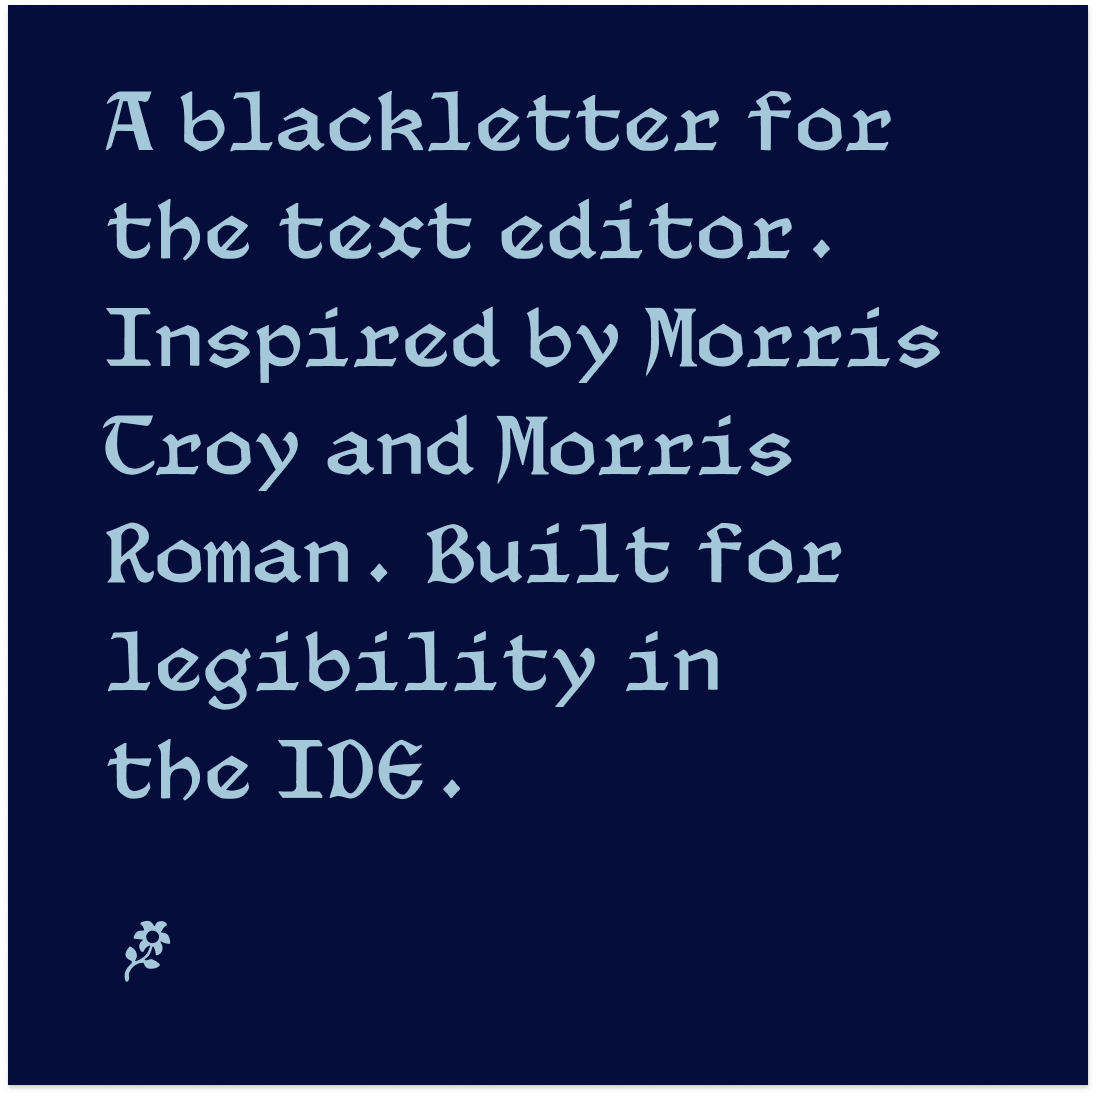 A blackletter for
the text editor.
Inspired by Morris
Troy and Morris
Roman. Built for
legibility in
the IDE.